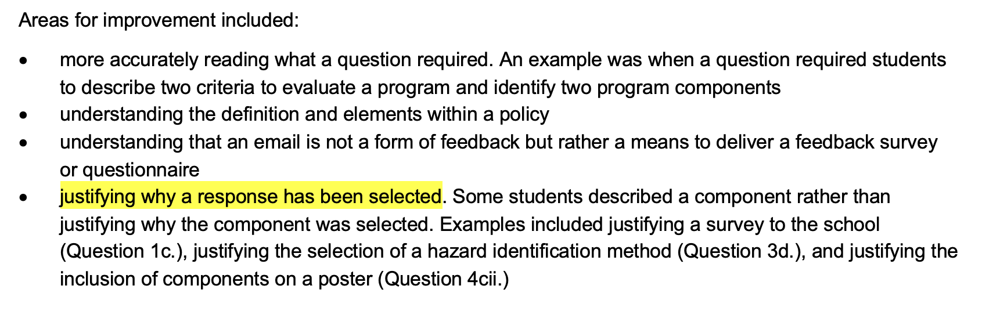 Areas for improvement included:
• more accurately reading what a question required. An example was when a question required students
to describe two criteria to evaluate a program and identify two program components
• understanding the definition and elements within a policy
• understanding that an email is not a form of feedback but rather a means to deliver a feedback survey
or questionnaire
• justifying why a response has been selected. Some students described a component rather than
justifying why the component was selected. Examples included justifying a survey to the school
(Question 1c.), justifying the selection of a hazard identification method (Question 3d.), and justifying the
inclusion of components on a poster (Question 4cii.)